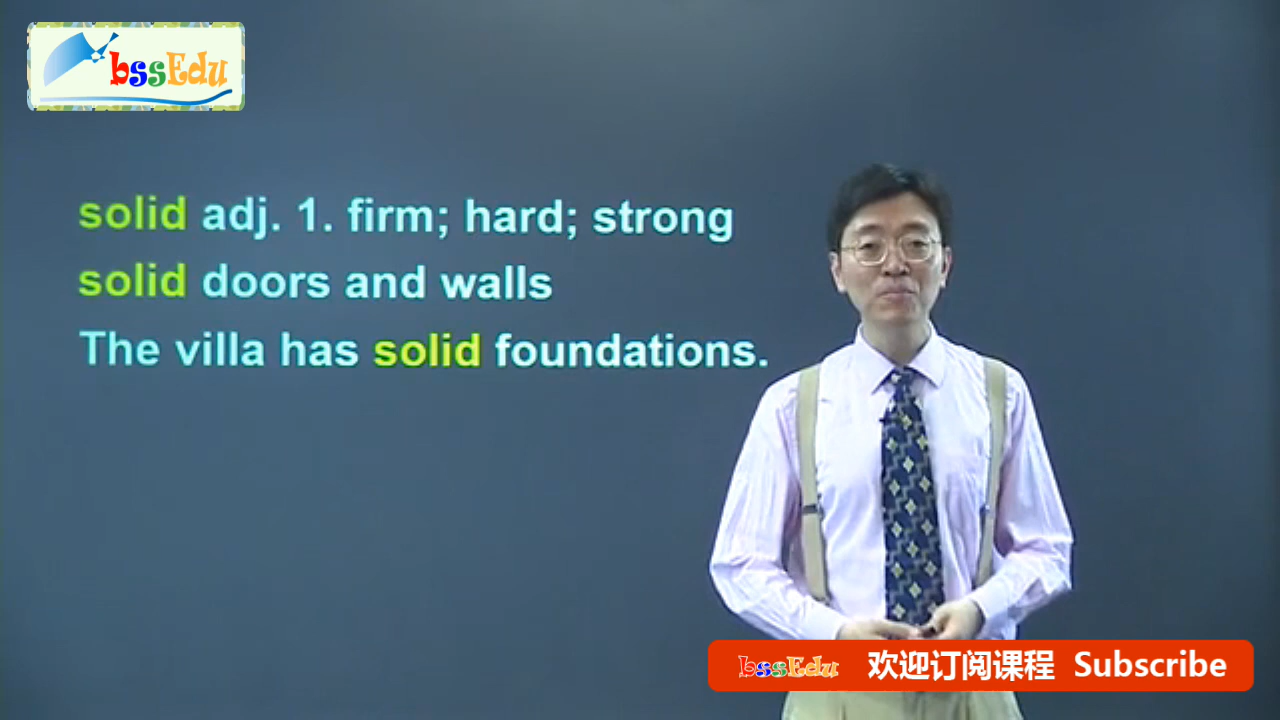 bssEdu
solid adj. 1. firm; hard; strong
solid doors and walls
The villa has solid foundations.
bssEdu 欢迎订阅课程 Subscribe